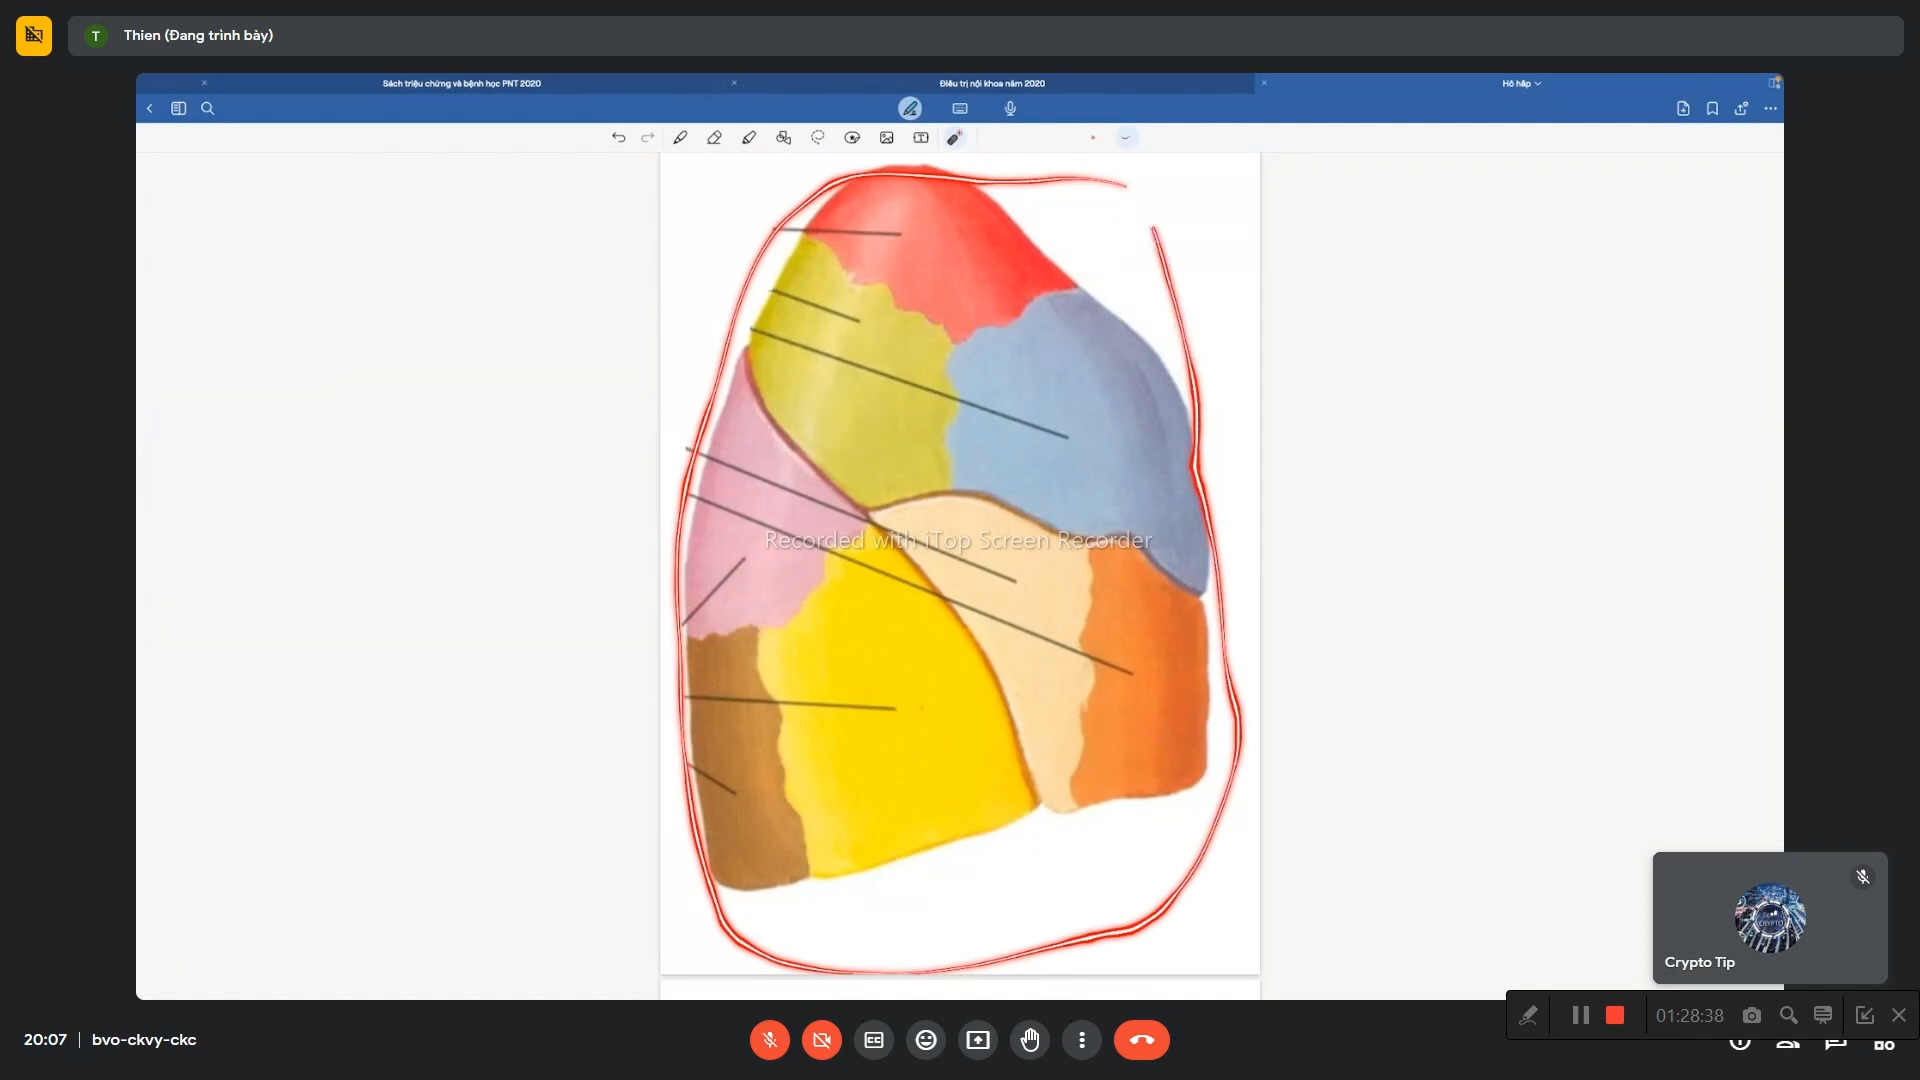 T Thien (Đang trình bày)
Sách triệu chứng và bệnh học PNT 2020
Điều trị nội khoa năm 2020
Hô hấp
Recorded with iTop Screen Recorder
Crypto Tip
01:28:38
20:07 | bvo-ckvy-ckc